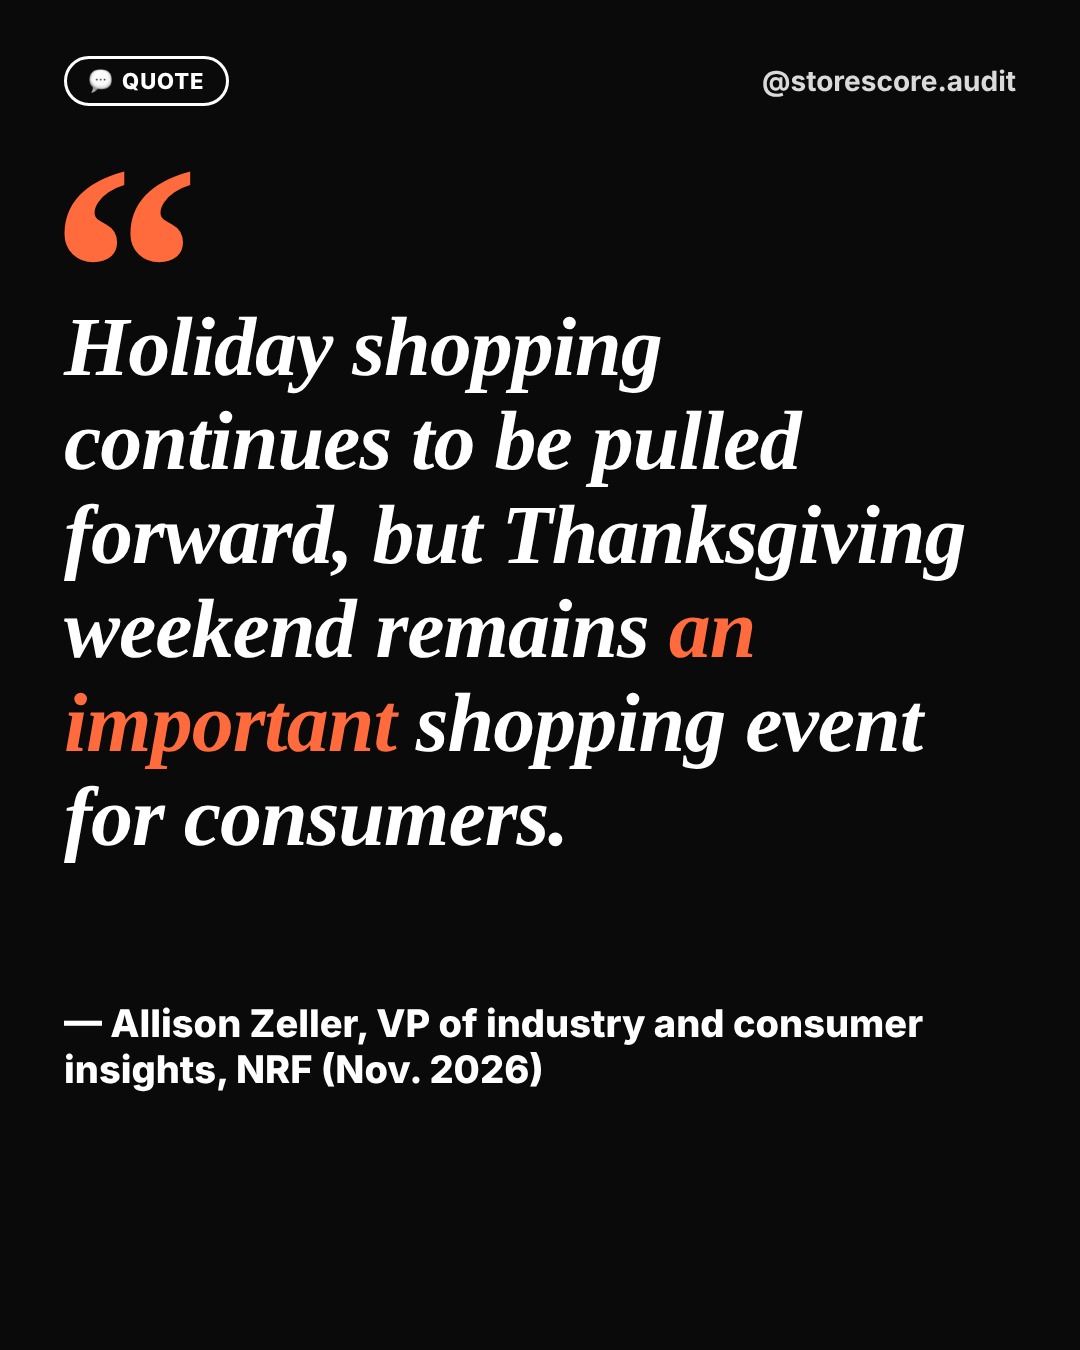 💬 QUOTE
@storescore.audit
“
Holiday shopping
continues to be pulled
forward, but Thanksgiving
weekend remains an
important shopping event
for consumers.
— Allison Zeller, VP of industry and consumer
insights, NRF (Nov. 2026)